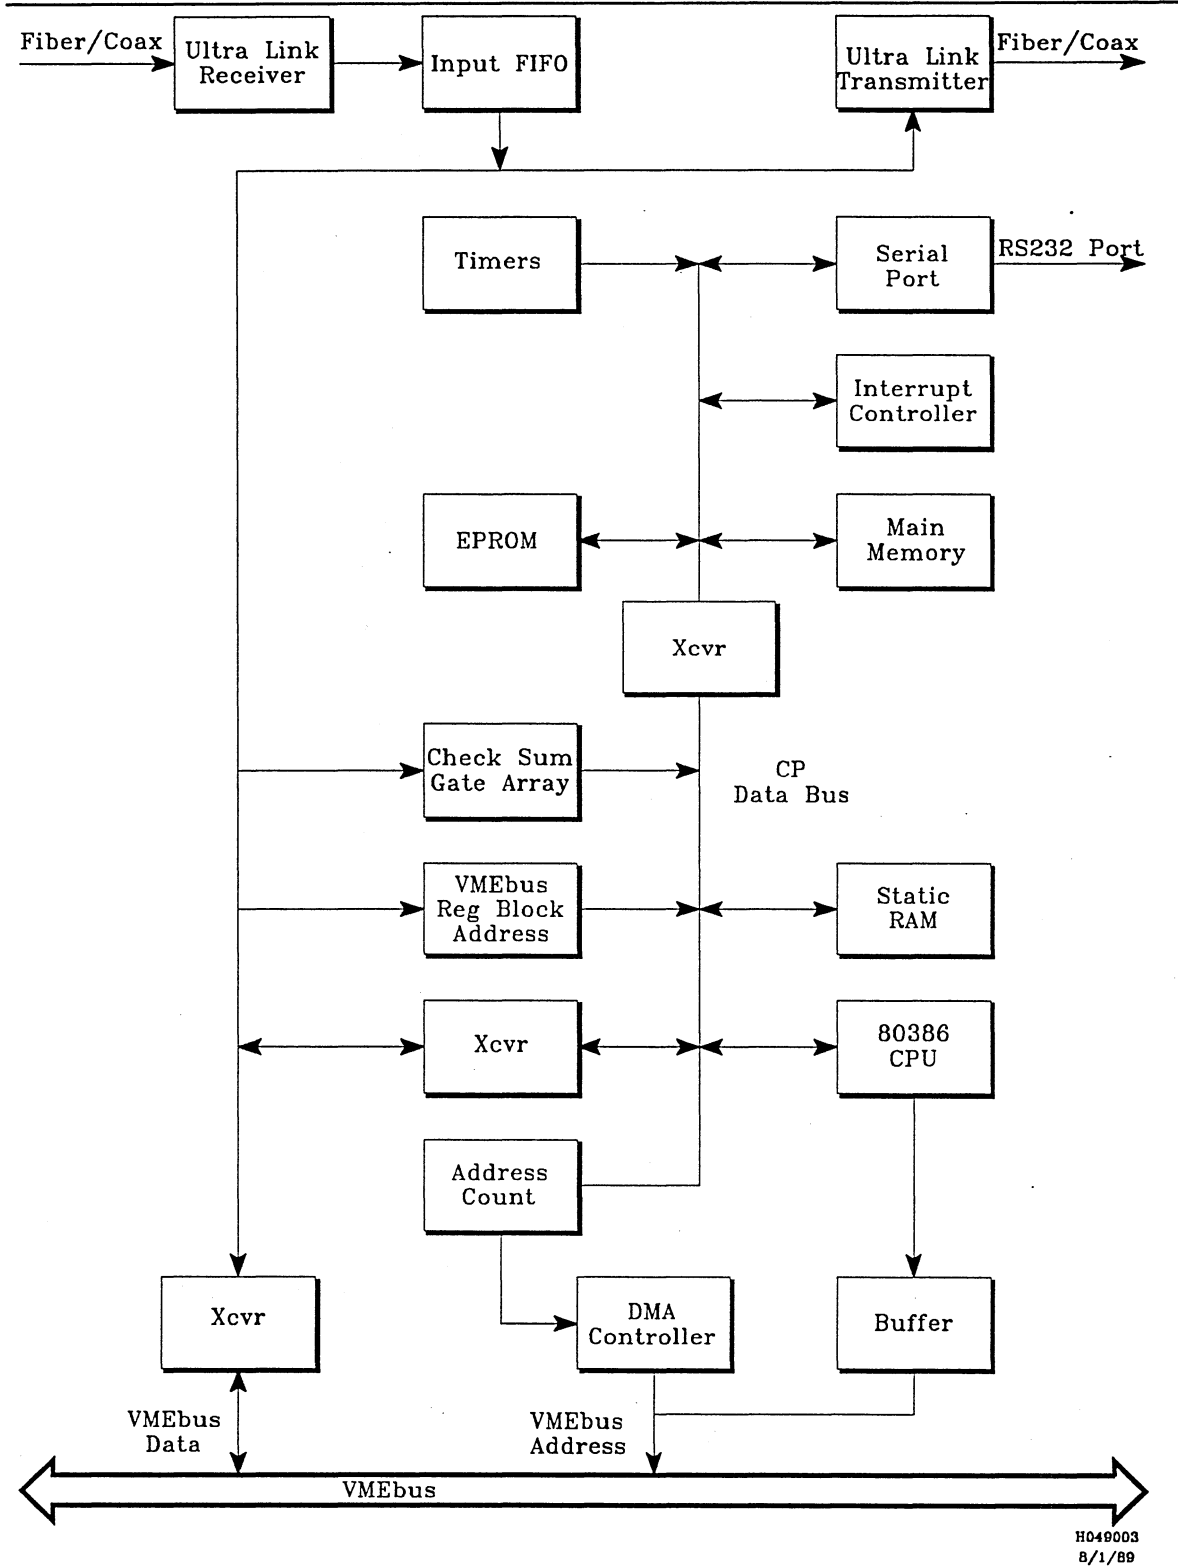 Fiber/Coax
Ultra Link
Receiver
Input FIFO
Ultra Link
Transmitter
Fiber/Coax
Timers
Serial
Port
RS232 Port
Interrupt
Controller
EPROM
Main
Memory
Xcvr
Check Sum
Gate Array
CP
Data Bus
VMEbus
Reg Block
Address
Static
RAM
Xcvr
80386
CPU
Address
Count
Xcvr
DMA
Controller
Buffer
VMEbus
Data
VMEbus
Address
VMEbus
H049003
8/1/89